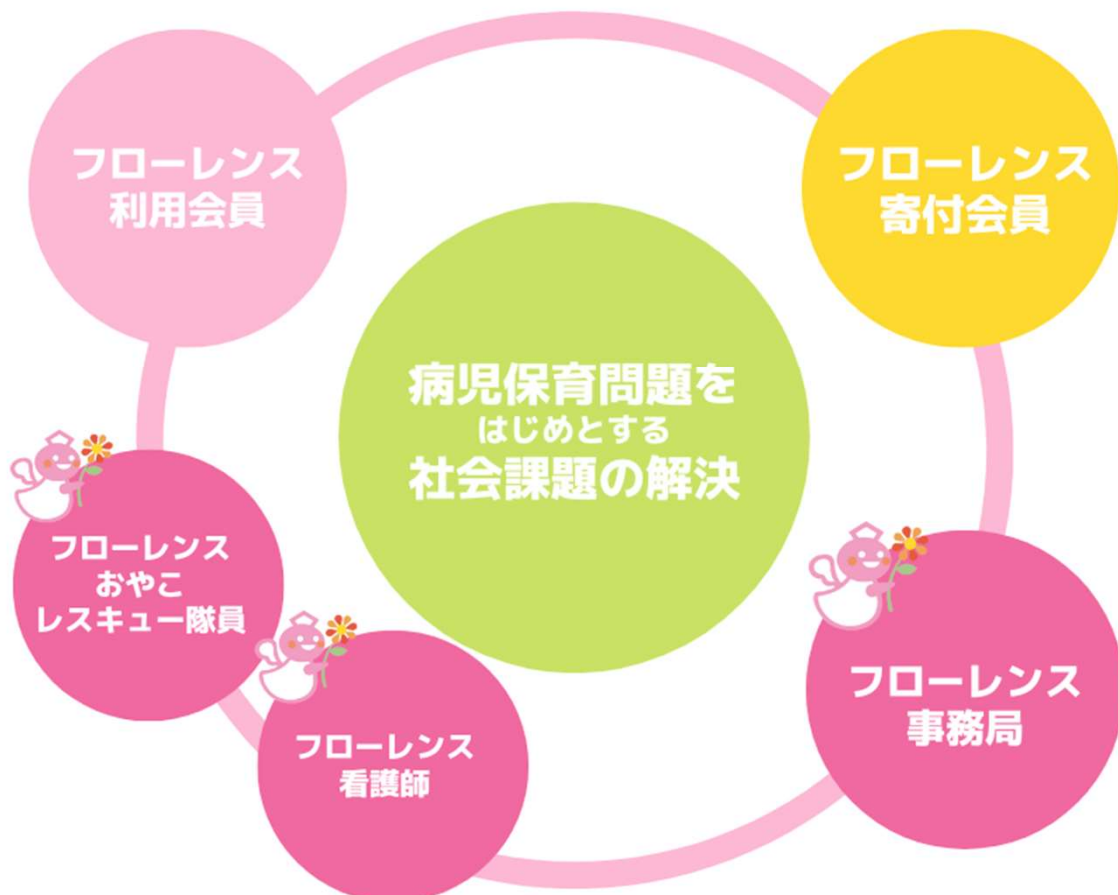 フローレンス
利用会員
フローレンス
寄付会員
病児保育問題を
はじめとする
社会課題の解決
フローレンス
おやこ
レスキュー隊員
フローレンス
看護師
フローレンス
事務局